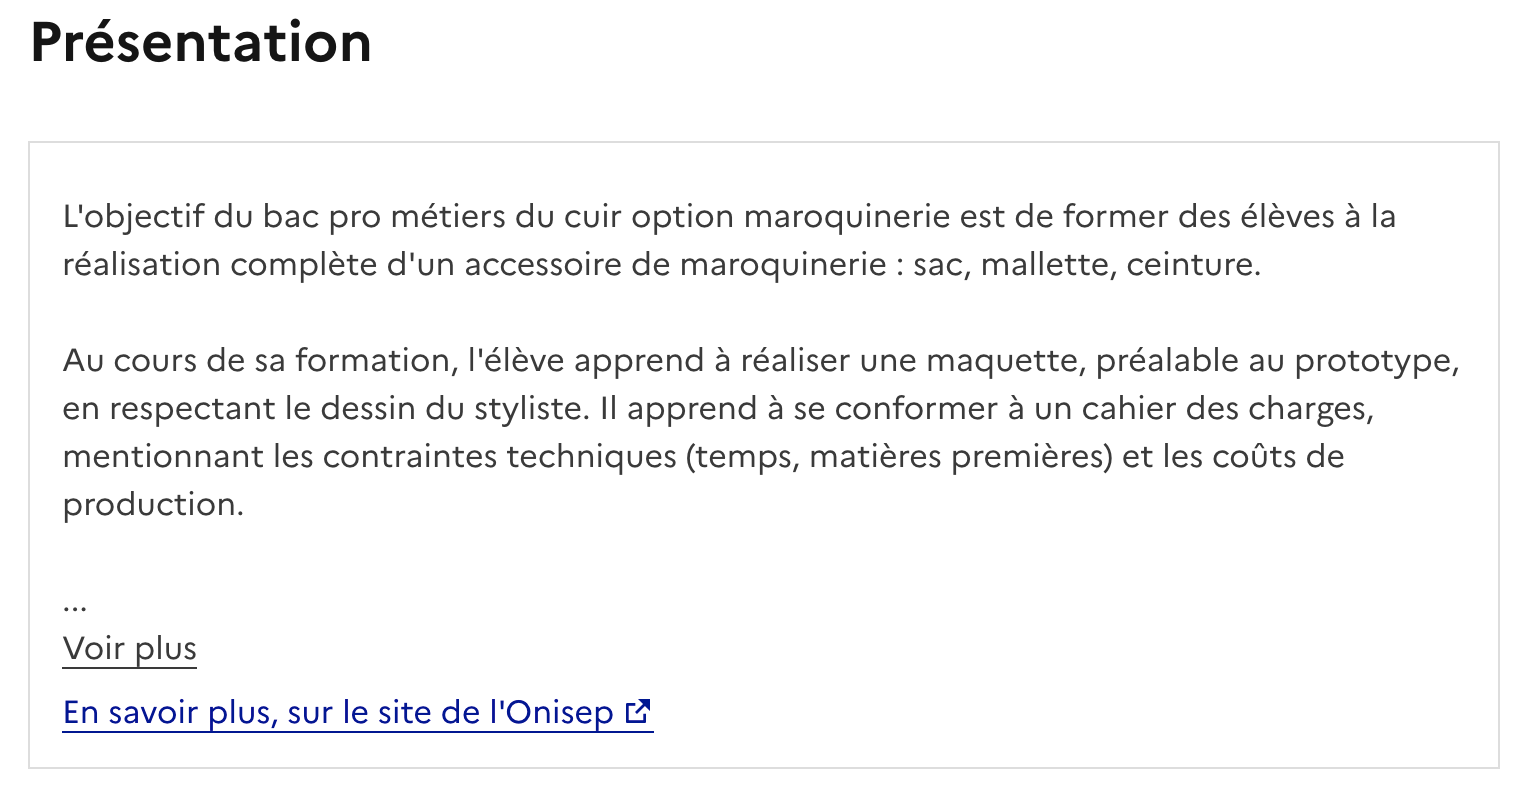 Présentation
L'objectif du bac pro métiers du cuir option maroquinerie est de former des élèves à la
réalisation complète d'un accessoire de maroquinerie : sac, mallette, ceinture.
Au cours de sa formation, l'élève apprend à réaliser une maquette, préalable au prototype,
en respectant le dessin du styliste. Il apprend à se conformer à un cahier des charges,
mentionnant les contraintes techniques (temps, matières premières) et les coûts de
production.
...
Voir plus
En savoir plus, sur le site de l'Onisep